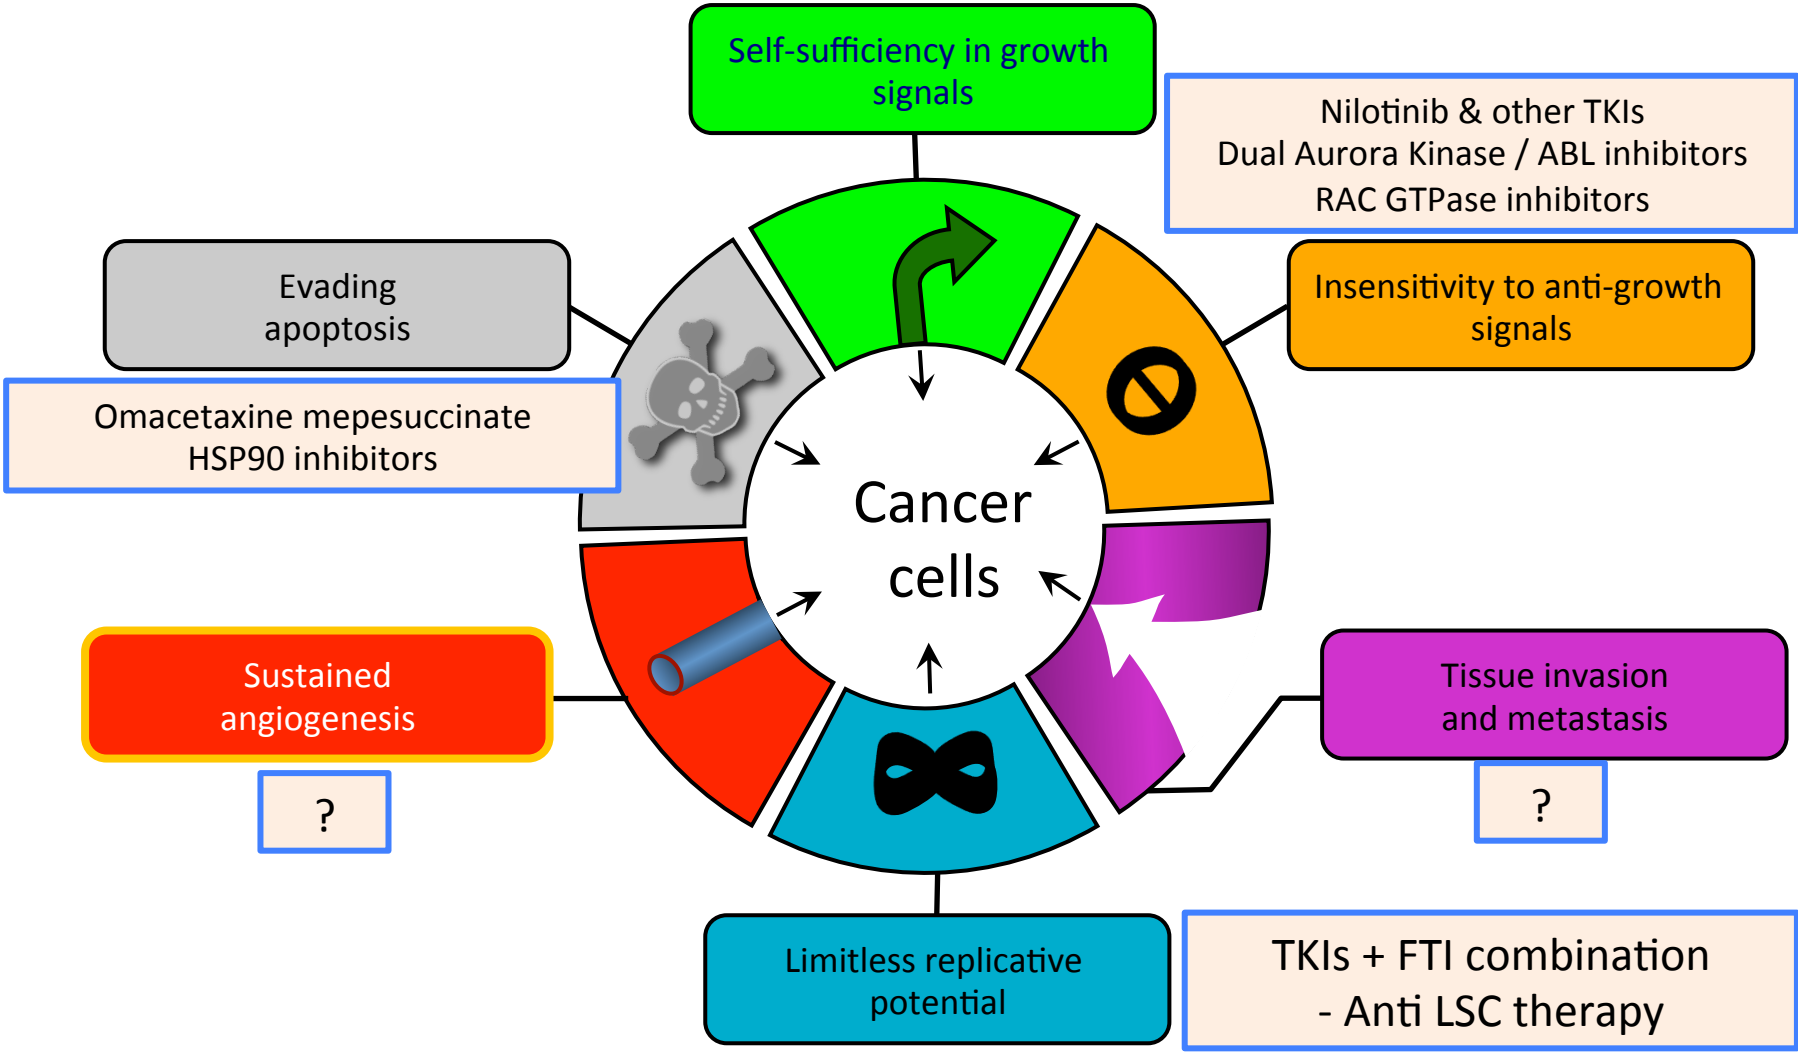 Self-sufficiency in growth
signals
Nilotinib & other TKIs
Dual Aurora Kinase / ABL inhibitors
RAC GTPase inhibitors
Evading
apoptosis
Insensitivity to anti-growth
signals
Omacetaxine mepesuccinate
HSP90 inhibitors
Cancer
cells
Sustained
angiogenesis
?
Tissue invasion
and metastasis
?
Limitless replicative
potential
TKIs + FTI combination
- Anti LSC therapy